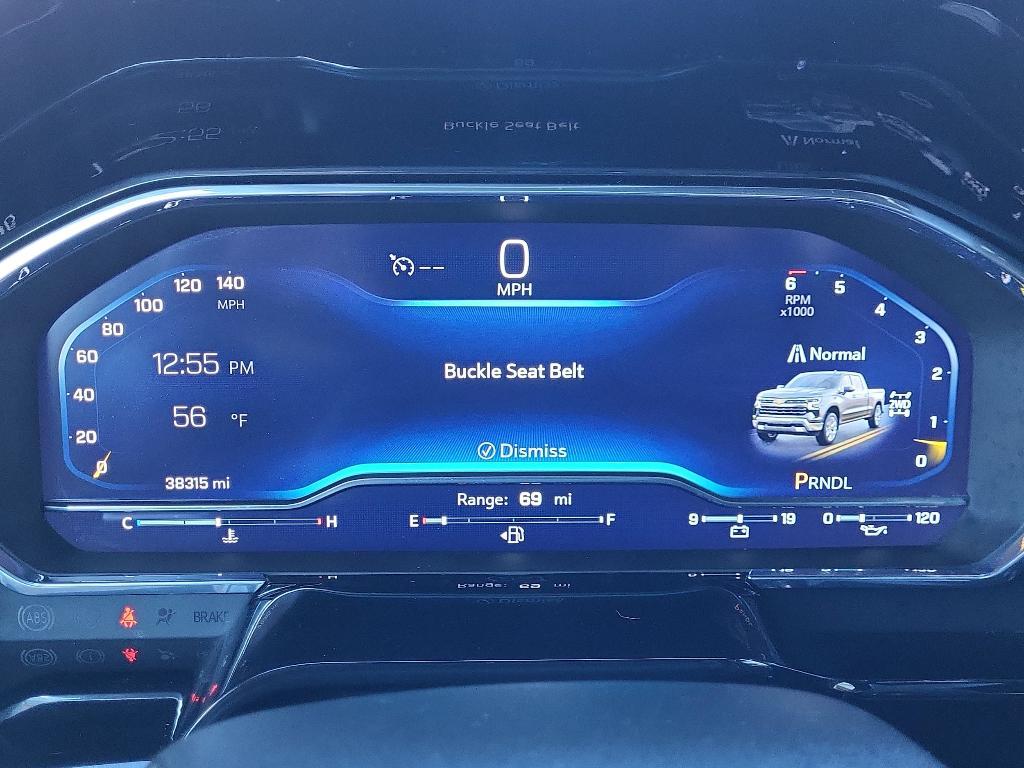 0
MPH
120 140
MPH
100
80
60
40
20
0
12:55 PM
56 °F
38315 mi
Buckle Seat Belt
Dismiss
6
5
4
3
2
1
0
RPM
x1000
Normal
2WD
PRNDL
Range: 69 mi
C H
E F
9 19
0 120
ABS
BRAKE